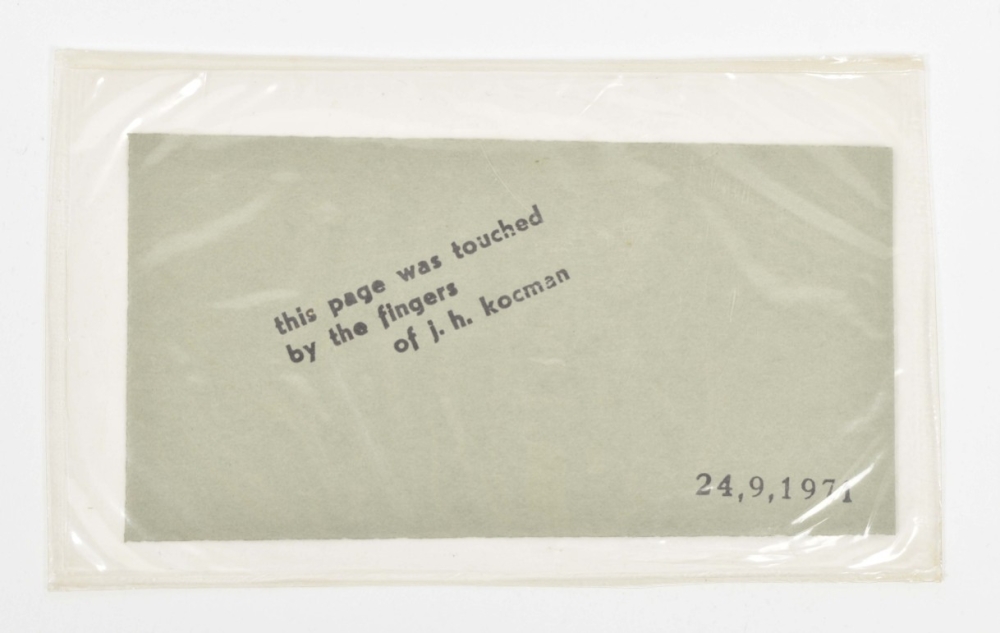 this page was touched
by the fingers
of j. h. kocman
24,9,1971